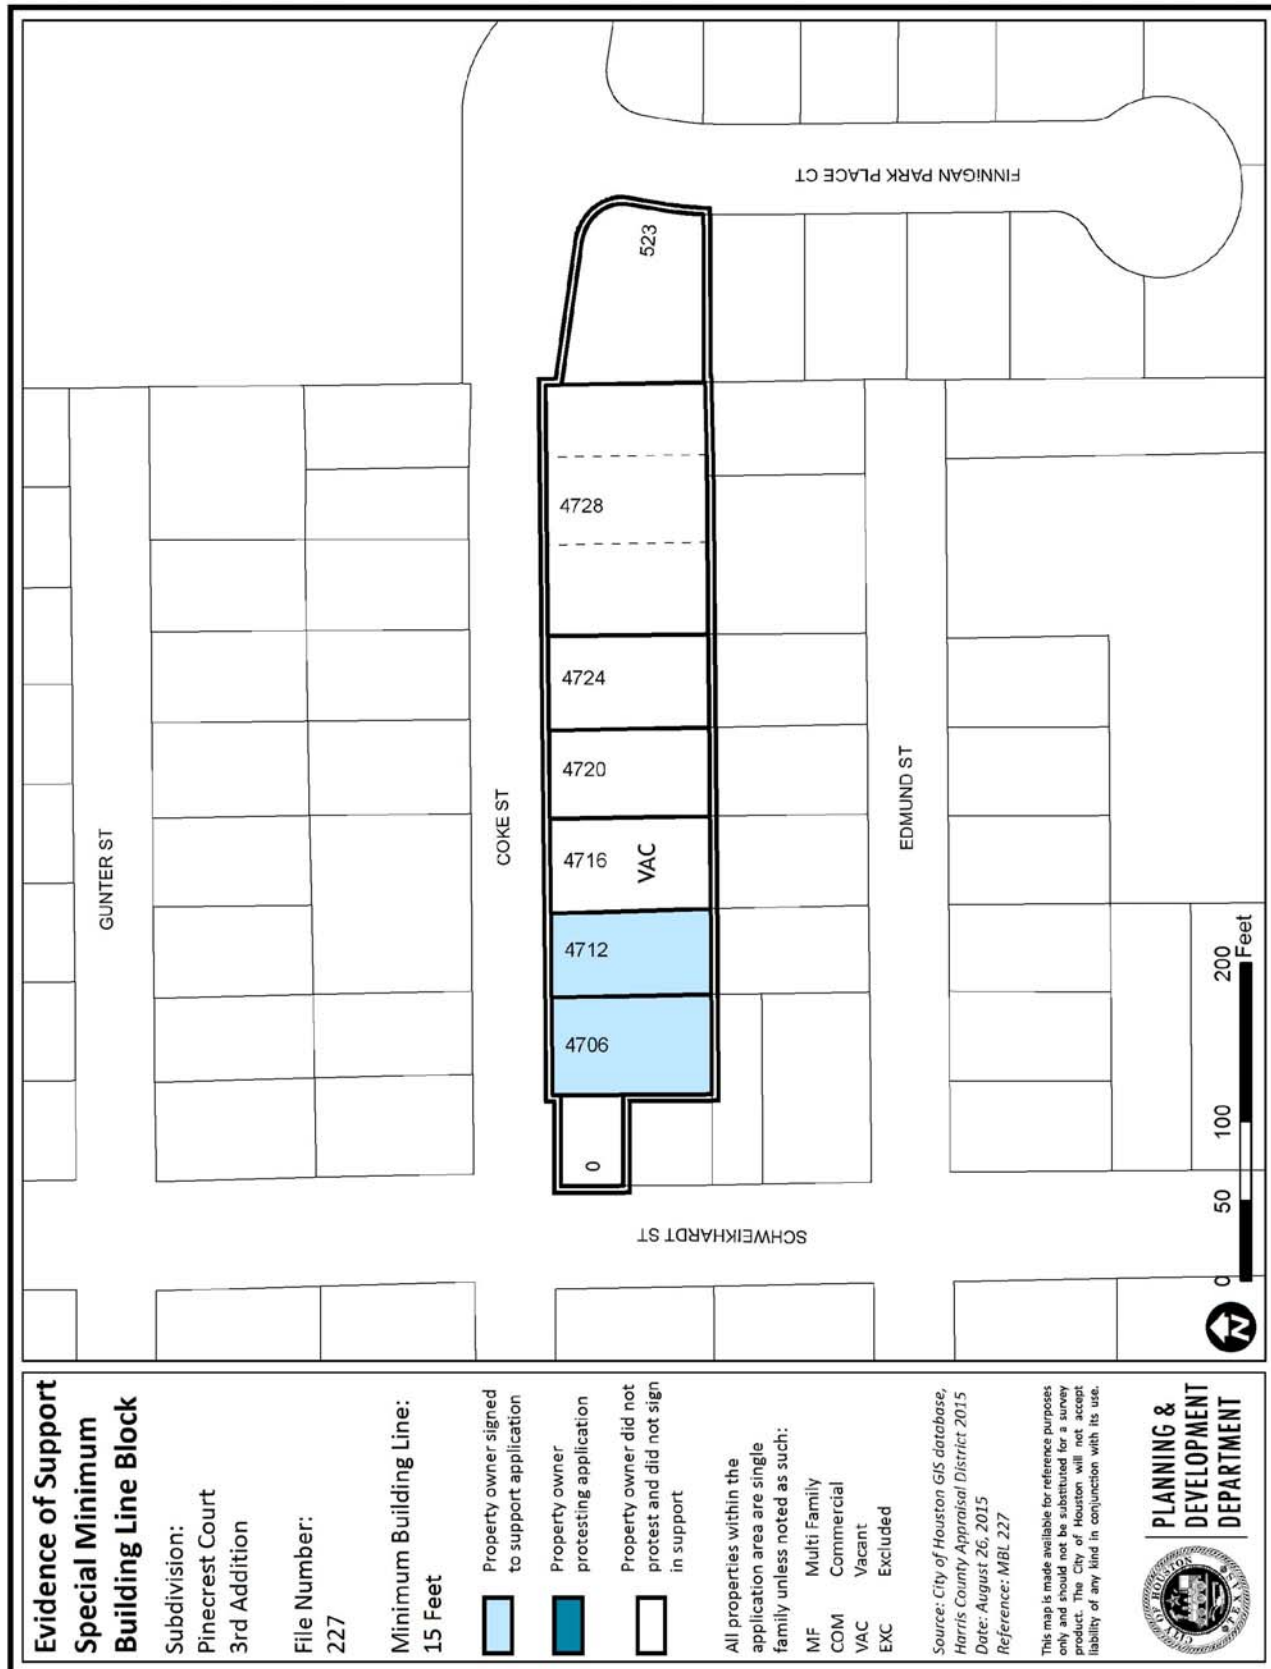 Evidence of Support
Special Minimum
Building Line Block
Subdivision:
Pinecrest Court
3rd Addition
File Number:
227
Minimum Building Line:
15 Feet
Property owner signed
to support application
Property owner
protesting application
Property owner did not
protest and did not sign
in support
All properties within the
application area are single
family unless noted as such:
MF Multi Family
COM Commercial
VAC Vacant
EXC Excluded
Source: City of Houston GIS database,
Harris County Appraisal District 2015
Date: August 26, 2015
Reference: MBL 227
This map is made available for reference purposes
only and should not be substituted for a survey
product. The City of Houston will not accept
liability of any kind in conjunction with its use.
CITY OF HOUSTON
TEXAS
PLANNING &
DEVELOPMENT
DEPARTMENT
GUNTER ST
COKE ST
0
4706
4712
4716
VAC
4720
4724
4728
523
SCHWEIKHARDT ST
EDMUND ST
FINNIGAN PARK PLACE CT
N
0 50 100 200
Feet